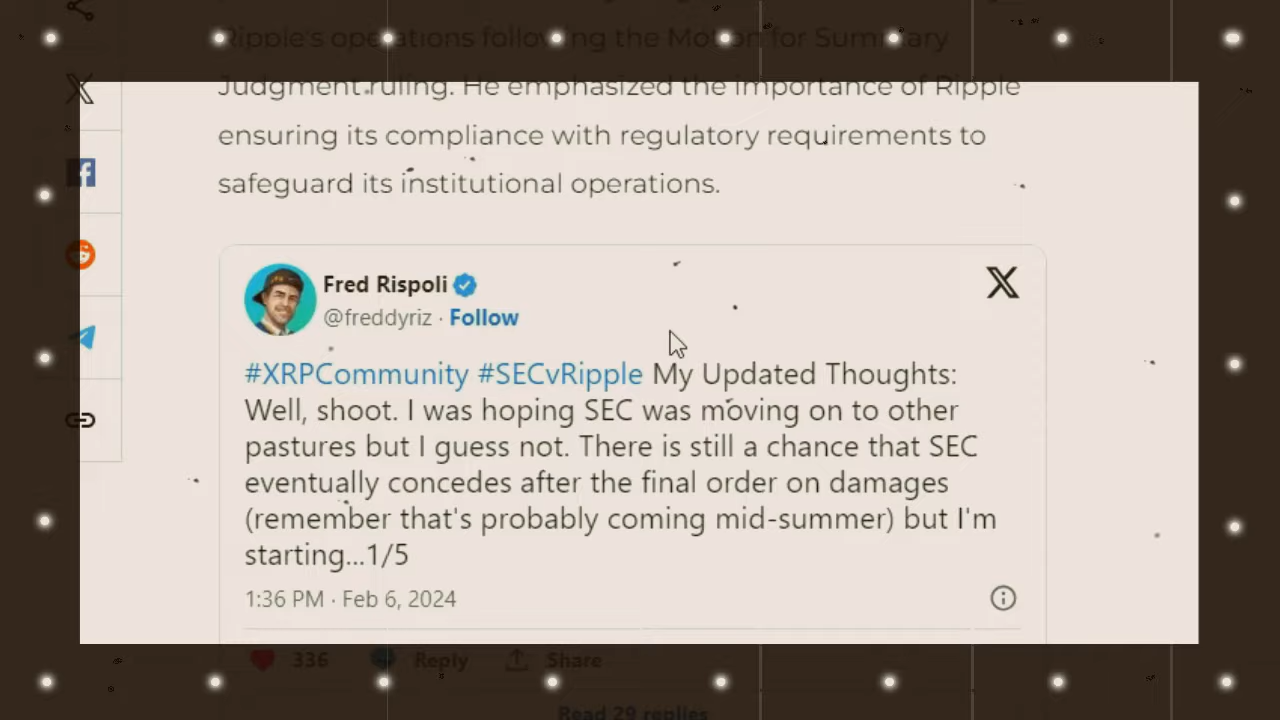 Ripple's operations following the Motion for Summary
Judgment ruling. He emphasized the importance of Ripple
ensuring its compliance with regulatory requirements to
safeguard its institutional operations.
Fred Rispoli
@freddyriz · Follow
#XRPCommunity #SECvRipple My Updated Thoughts:
Well, shoot. I was hoping SEC was moving on to other
pastures but I guess not. There is still a chance that SEC
eventually concedes after the final order on damages
(remember that's probably coming mid-summer) but I'm
starting...1/5
1:36 PM · Feb 6, 2024
336 Reply Share
Read 29 replies